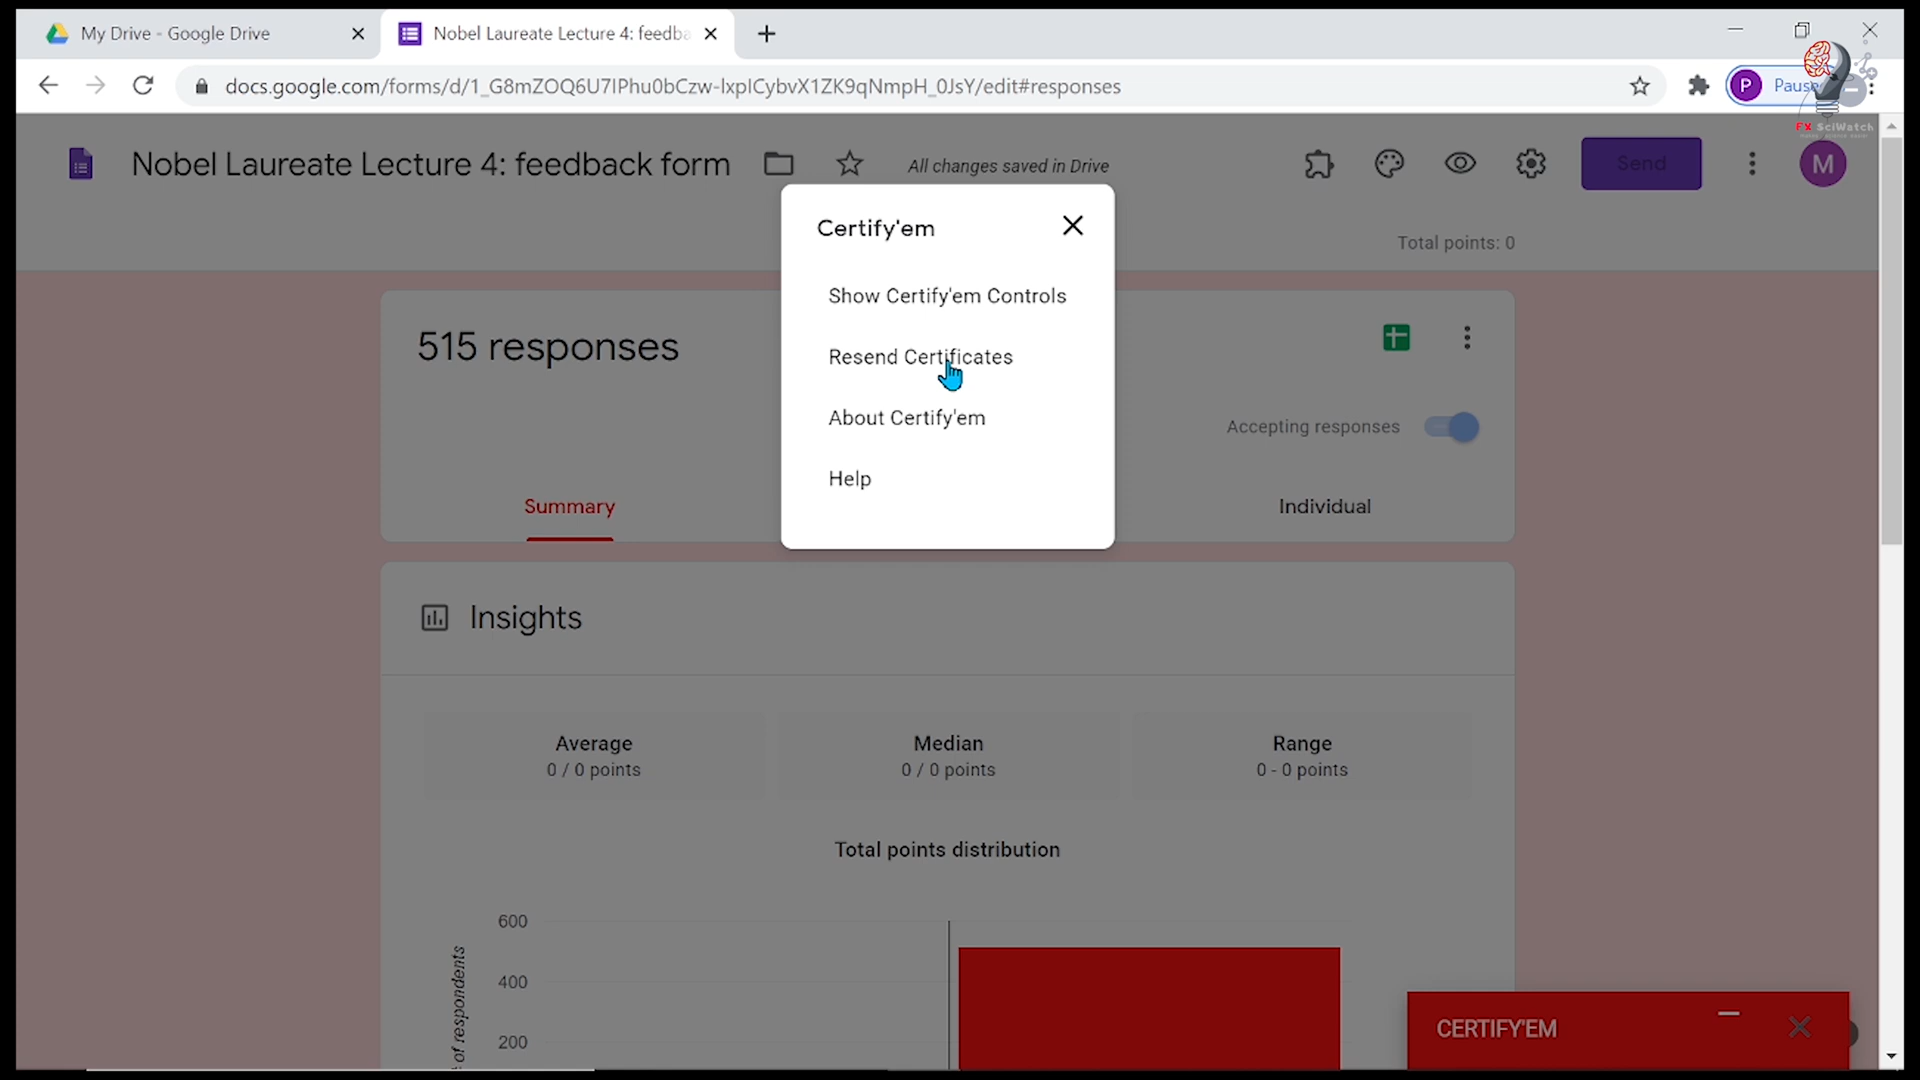 My Drive - Google Drive
Nobel Laureate Lecture 4: feedba
docs.google.com/forms/d/1_G8mZOQ6U7IPhu0bCzw-lxpICybvX1ZK9qNmpH_0JsY/edit#responses
P
Pause
FX SciWatch
Nobel Laureate Lecture 4: feedback form
All changes saved in Drive
Send
M
Total points: 0
Certify'em
Show Certify'em Controls
Resend Certificates
About Certify'em
Help
515 responses
Accepting responses
Summary
Individual
Insights
Average
0 / 0 points
Median
0 / 0 points
Range
0 - 0 points
Total points distribution
600
400
200
of respondents
CERTIFY'EM